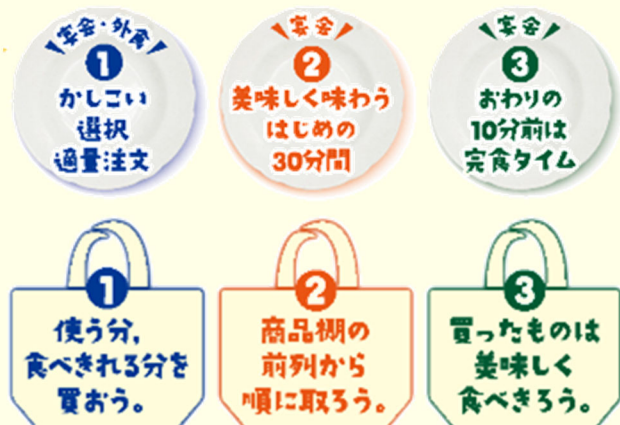 宴会・外食
1
かしこい
選択
適量注文
宴会
2
美味しく味わう
はじめの
30分間
宴会
3
おわりの
10分前は
完食タイム
1
使う分,
食べきれる分を
買おう。
2
商品棚の
前列から
順に取ろう。
3
買ったものは
美味しく
食べきろう。